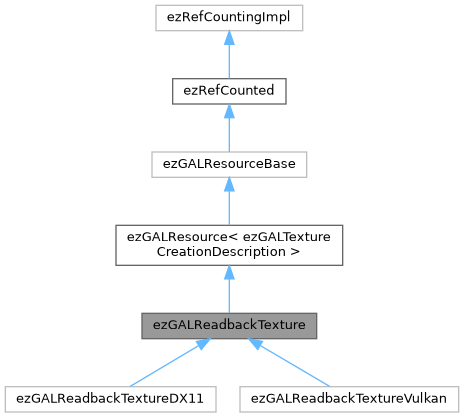 ezRefCountingImpl
ezRefCounted
ezGALResourceBase
ezGALResource< ezGALTexture
CreationDescription >
ezGALReadbackTexture
ezGALReadbackTextureDX11
ezGALReadbackTextureVulkan